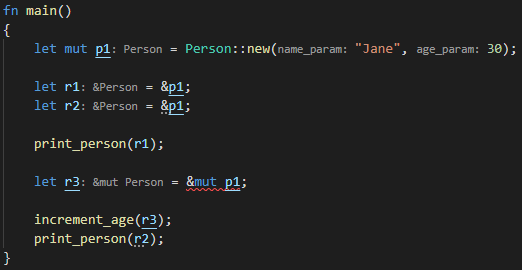 fn main()
{
let mut p1: Person = Person::new(name_param: "Jane", age_param: 30);
let r1: &Person = &p1;
let r2: &Person = &p1;
print_person(r1);
let r3: &mut Person = &mut p1;
increment_age(r3);
print_person(r2);
}